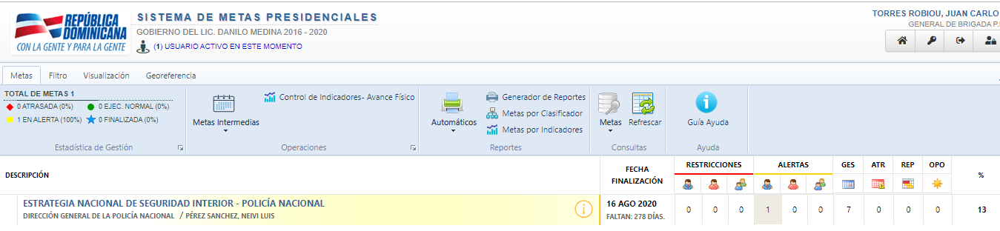 REPÚBLICA
DOMINICANA
CON LA GENTE Y PARA LA GENTE
SISTEMA DE METAS PRESIDENCIALES
GOBIERNO DEL LIC. DANILO MEDINA 2016 - 2020
(1) USUARIO ACTIVO EN ESTE MOMENTO
TORRES ROBIOU, JUAN CARLO
GENERAL DE BRIGADA P.
Metas Filtro Visualización Georeferencia
TOTAL DE METAS 1
0 ATRASADA (0%) 0 EJEC. NORMAL (0%)
1 EN ALERTA (100%) 0 FINALIZADA (0%)
Estadística de Gestión
Metas Intermedias
Control de Indicadores- Avance Físico
Operaciones
Automáticos
Generador de Reportes
Metas por Clasificador
Metas por Indicadores
Reportes
Metas Refrescar
Consultas
Guía Ayuda
Ayuda
DESCRIPCIÓN
FECHA
FINALIZACIÓN
RESTRICCIONES ALERTAS GES ATR REP OPO %
ESTRATEGIA NACIONAL DE SEGURIDAD INTERIOR - POLICÍA NACIONAL
DIRECCIÓN GENERAL DE LA POLICÍA NACIONAL / PÉREZ SANCHEZ, NEIVI LUIS
16 AGO 2020
FALTAN: 278 DÍAS.
0 0 0 1 0 0 7 0 0 0 13